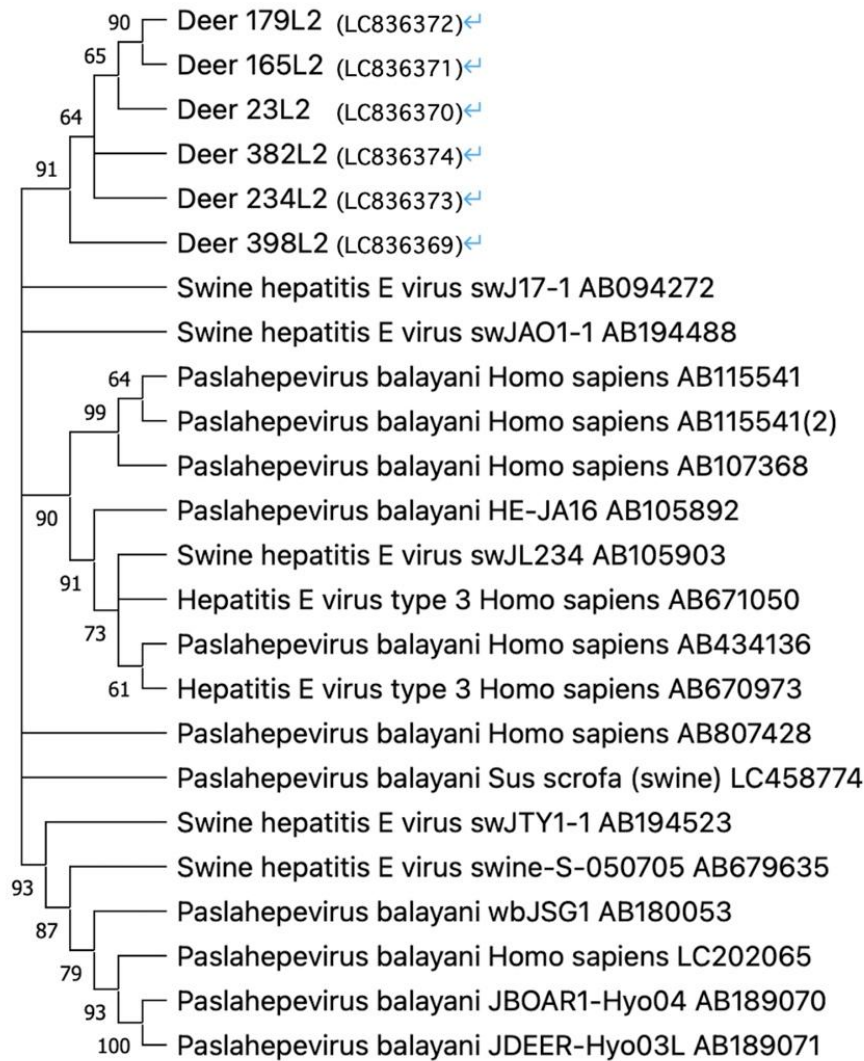 90
Deer 179L2 (LC836372)↵
65
Deer 165L2 (LC836371)↵
Deer 23L2 (LC836370)↵
64
Deer 382L2 (LC836374)↵
91
Deer 234L2 (LC836373)↵
Deer 398L2 (LC836369)↵
Swine hepatitis E virus swJ17-1 AB094272
Swine hepatitis E virus swJAO1-1 AB194488
64
Paslahepevirus balayani Homo sapiens AB115541
99
Paslahepevirus balayani Homo sapiens AB115541(2)
Paslahepevirus balayani Homo sapiens AB107368
90
Paslahepevirus balayani HE-JA16 AB105892
Swine hepatitis E virus swJL234 AB105903
91
Hepatitis E virus type 3 Homo sapiens AB671050
73
Paslahepevirus balayani Homo sapiens AB434136
61
Hepatitis E virus type 3 Homo sapiens AB670973
Paslahepevirus balayani Homo sapiens AB807428
Paslahepevirus balayani Sus scrofa (swine) LC458774
Swine hepatitis E virus swJTY1-1 AB194523
93
Swine hepatitis E virus swine-S-050705 AB679635
87
Paslahepevirus balayani wbJSG1 AB180053
79
Paslahepevirus balayani Homo sapiens LC202065
93
Paslahepevirus balayani JBOAR1-Hyo04 AB189070
100
Paslahepevirus balayani JDEER-Hyo03L AB189071